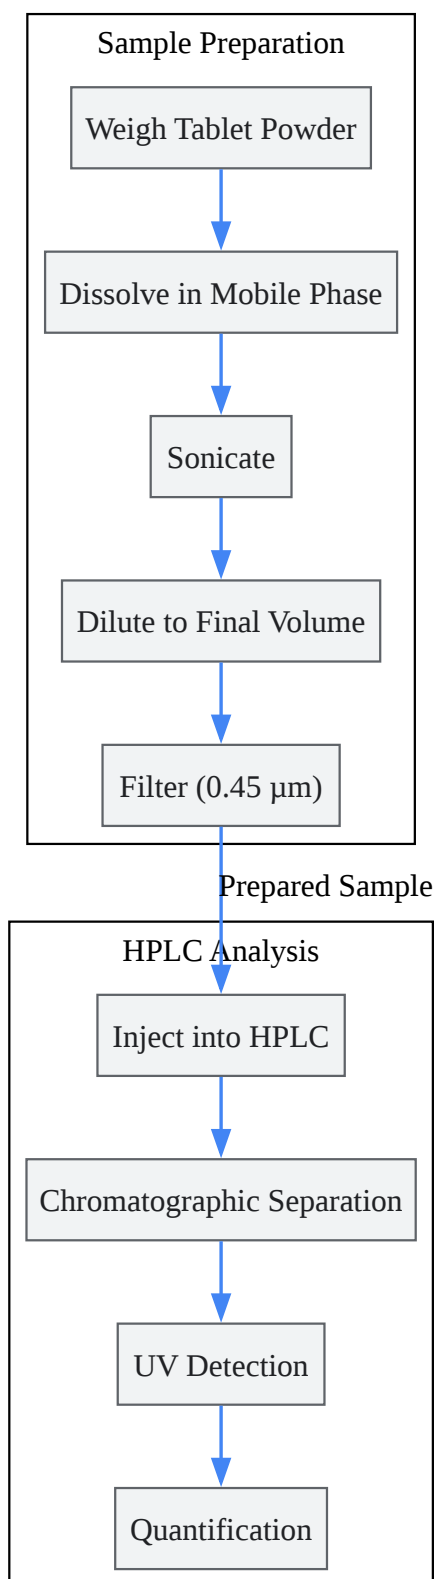 Sample Preparation
Weigh Tablet Powder
Dissolve in Mobile Phase
Sonicate
Dilute to Final Volume
Filter (0.45 µm)
Prepared Sample
HPLC Analysis
Inject into HPLC
Chromatographic Separation
UV Detection
Quantification